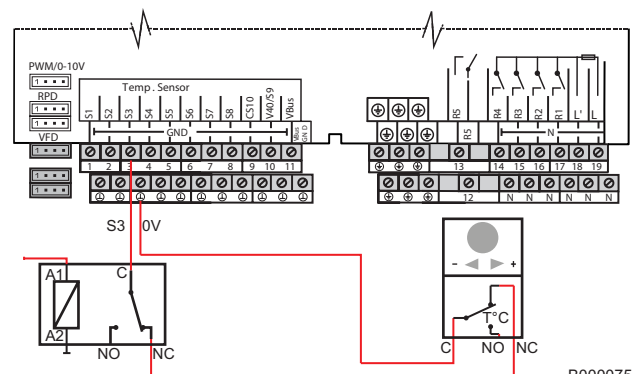 PWM/0-10V
RPD
VFD
Temp. Sensor
S1 S2 S3 S4 S5 S6 S7 S8 CS10 V40/S9 VBus
GND
VBus GND
R5 R4 R3 R2 R1 L' L
R5 N
1 2 3 4 5 6 7 8 9 10 11
13 14 15 16 17 18 19
12 N N N N N N
S3 0V
A1 C
A2
NO NC
- +
T°C
C NO NC